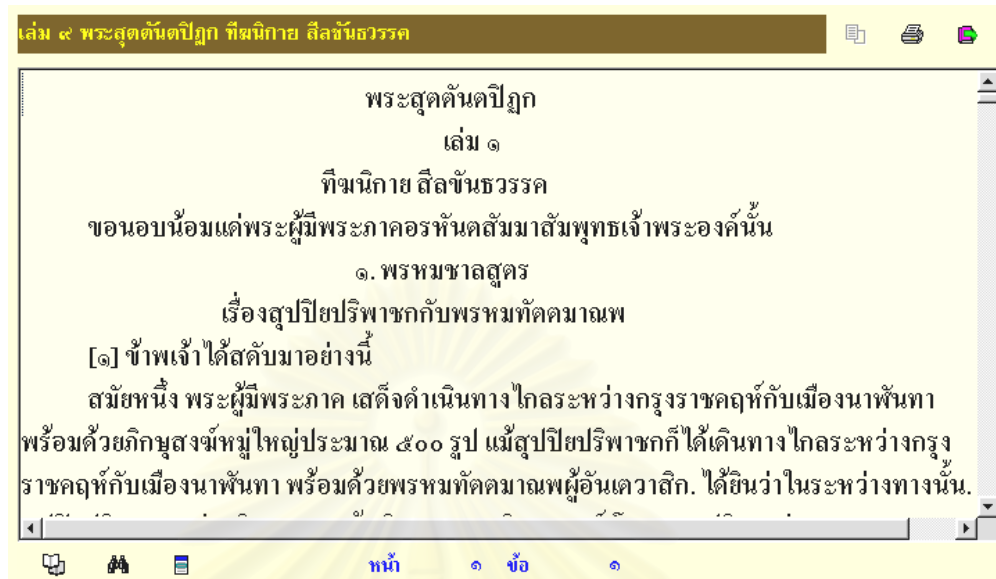 เล่ม ๙ พระสุตตันตปิฎก ทีฆนิกาย สีลขันธวรรค
พระสุตตันตปิฎก
เล่ม ๑
ทีฆนิกาย สีลขันธวรรค
ขอนอบน้อมแด่พระผู้มีพระภาคอรหันตสัมมาสัมพุทธเจ้าพระองค์นั้น
๑. พรหมชาลสูตร
เรื่องสุปปิยปริพาชกกับพรหมทัตตมาณพ
[๑] ข้าพเจ้าได้สดับมาอย่างนี้
สมัยหนึ่ง พระผู้มีพระภาค เสด็จดำเนินทางไกลระหว่างกรุงราชคฤห์กับเมืองนาฬันทา
พร้อมด้วยภิกษุสงฆ์หมู่ใหญ่ประมาณ ๕๐๐ รูป แม้สุปปิยปริพาชกก็ได้เดินทางไกลระหว่างกรุง
ราชคฤห์กับเมืองนาฬันทา พร้อมด้วยพรหมทัตตมาณพผู้อันเตวาสิก. ได้ยินว่าในระหว่างทางนั้น.
หน้า ๑ ข้อ ๑